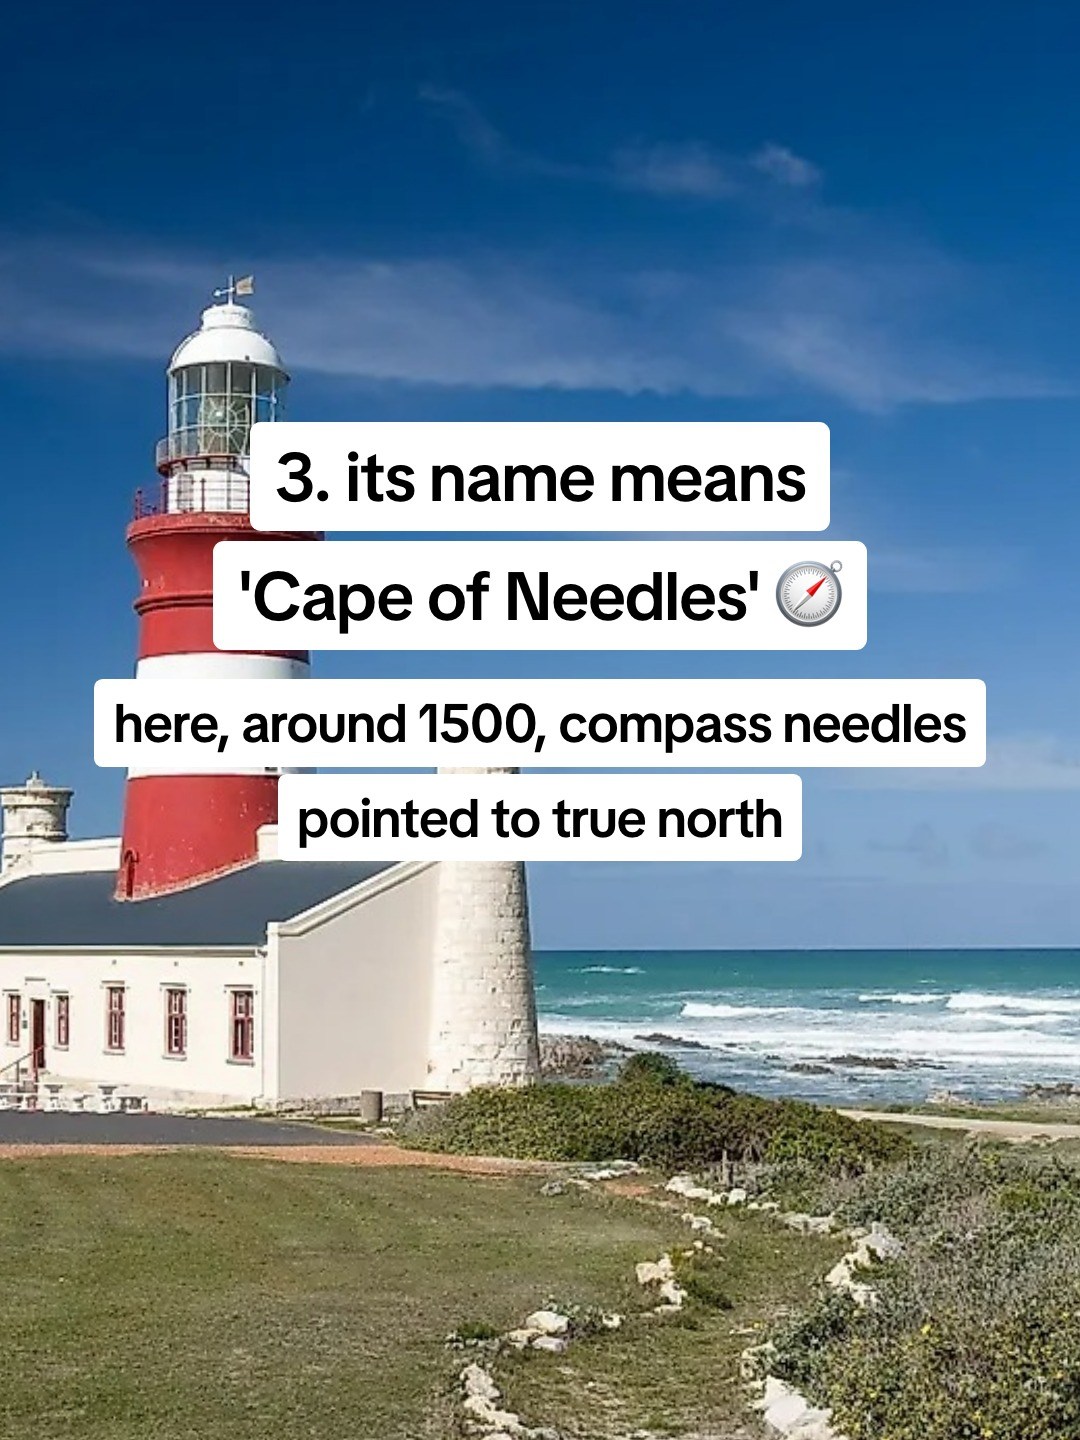 3. its name means
'Cape of Needles' 🧭
here, around 1500, compass needles
pointed to true north